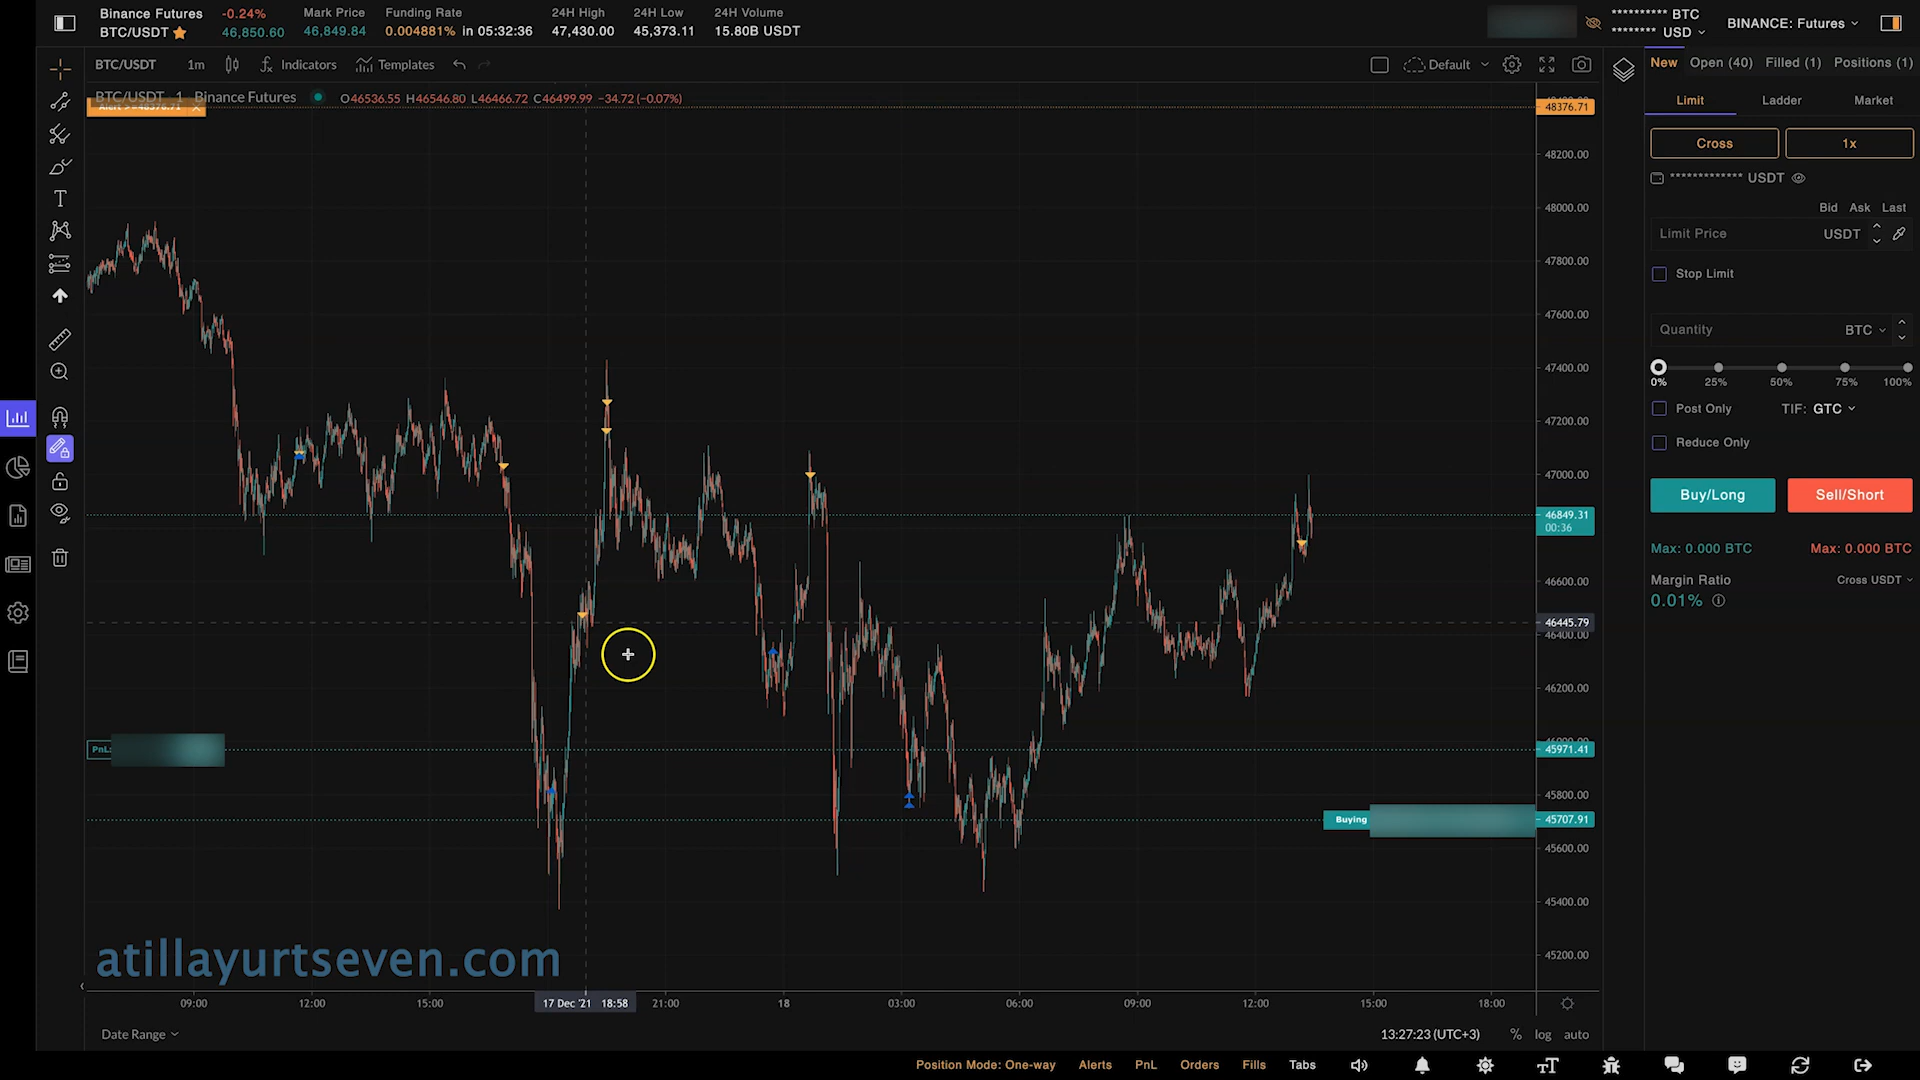 Binance Futures
BTC/USDT
-0.24%
46,850.60
Mark Price
46,849.84
Funding Rate
0.004881% in 05:32:36
24H High
47,430.00
24H Low
45,373.11
24H Volume
15.80B USDT
********** BTC
******** USD
BINANCE: Futures
BTC/USDT 1m Indicators Templates Default
New Open (40) Filled (1) Positions (1)
BTC/USDT 1 Binance Futures O46536.55 H46546.80 L46466.72 C46499.99 -34.72 (-0.07%)
Alert >=48376.71 ×
48376.71
48200.00
48000.00
47800.00
47600.00
47400.00
47200.00
47000.00
46849.31
00:36
46600.00
46445.79
46400.00
46200.00
46000.00
45971.41
45800.00
45707.91
45600.00
45400.00
45200.00
PnL:
Buying
atillayurtseven.com
09:00 12:00 15:00 17 Dec '21 18:58 21:00 18 03:00 06:00 09:00 12:00 15:00 18:00
Date Range
13:27:23 (UTC+3) % log auto
Limit Ladder Market
Cross 1x
************* USDT
Bid Ask Last
Limit Price USDT
Stop Limit
Quantity BTC
0% 25% 50% 75% 100%
Post Only TIF: GTC
Reduce Only
Buy/Long Sell/Short
Max: 0.000 BTC Max: 0.000 BTC
Margin Ratio Cross USDT
0.01%
Position Mode: One-way Alerts PnL Orders Fills Tabs